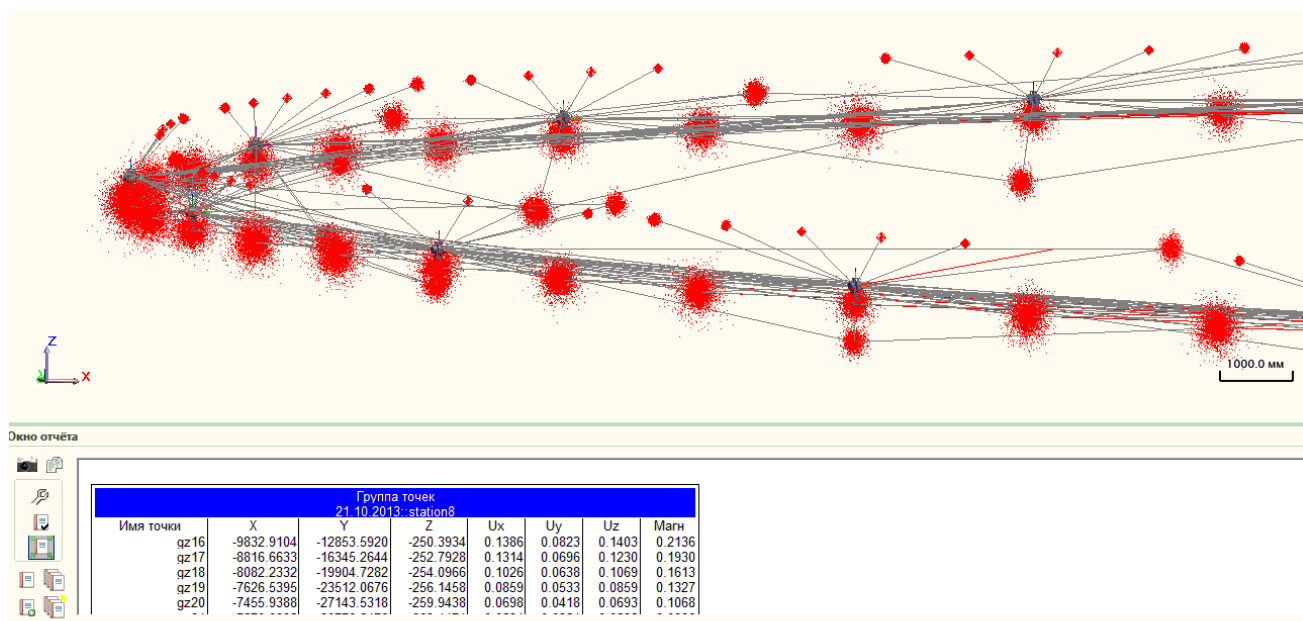 Z
X
1000.0 мм
Окно отчёта
Группа точек
21.10.2013::station8
Имя точки X Y Z Ux Uy Uz Магн
gz16 -9832.9104 -12853.5920 -250.3934 0.1386 0.0823 0.1403 0.2136
gz17 -8816.6633 -16345.2644 -252.7928 0.1314 0.0696 0.1230 0.1930
gz18 -8082.2332 -19904.7282 -254.0966 0.1026 0.0638 0.1069 0.1613
gz19 -7626.5395 -23512.0676 -256.1458 0.0859 0.0533 0.0859 0.1327
gz20 -7455.9388 -27143.5318 -259.9438 0.0698 0.0418 0.0693 0.1068